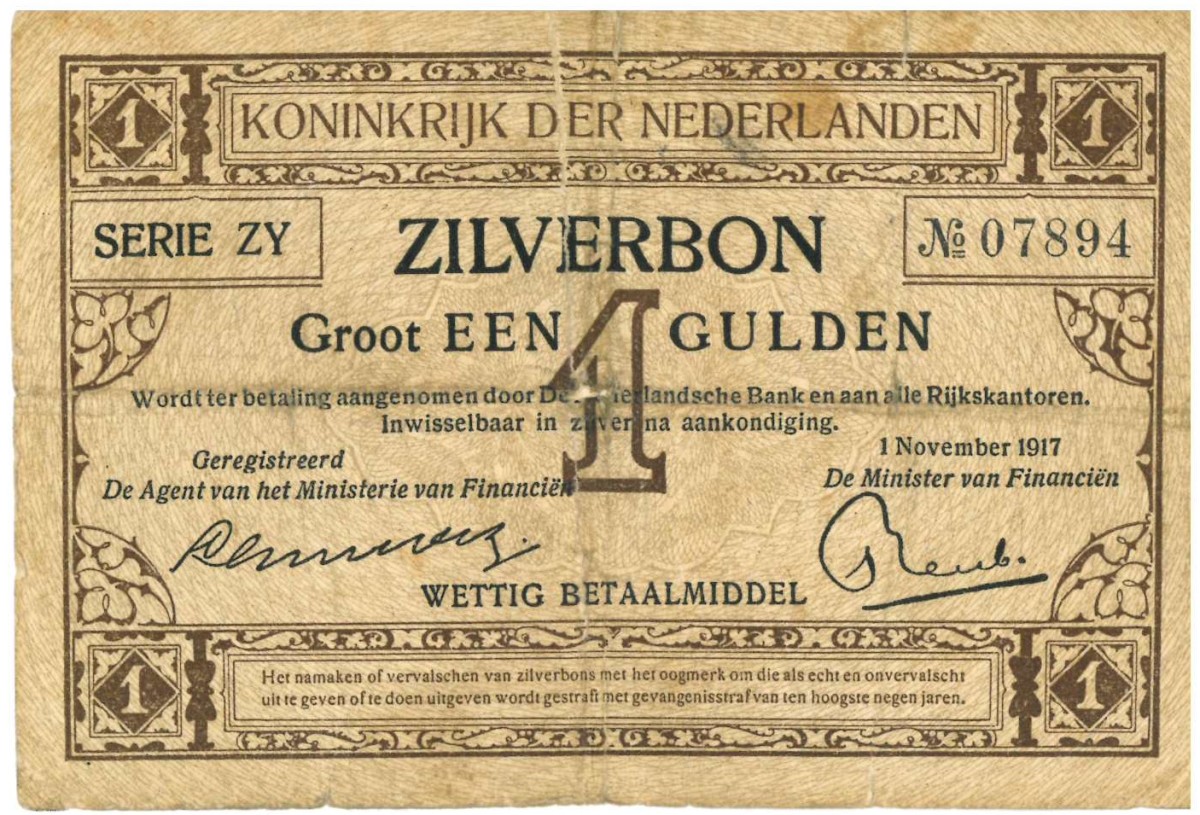 1 KONINKRIJK DER NEDERLANDEN 1
SERIE ZY ZILVERBON № 07894
Groot EEN 1 GULDEN
Wordt ter betaling aangenomen door De Nederlandsche Bank en aan alle Rijkskantoren.
Inwisselbaar in zilver na aankondiging.
1 November 1917
Geregistreerd
De Agent van het Ministerie van Financiën
De Minister van Financiën
WETTIG BETAALMIDDEL
1 Het namaken of vervalschen van zilverbons met het oogmerk om die als echt en onvervalscht 1
uit te geven of te doen uitgeven wordt gestraft met gevangenisstraf van ten hoogste negen jaren.